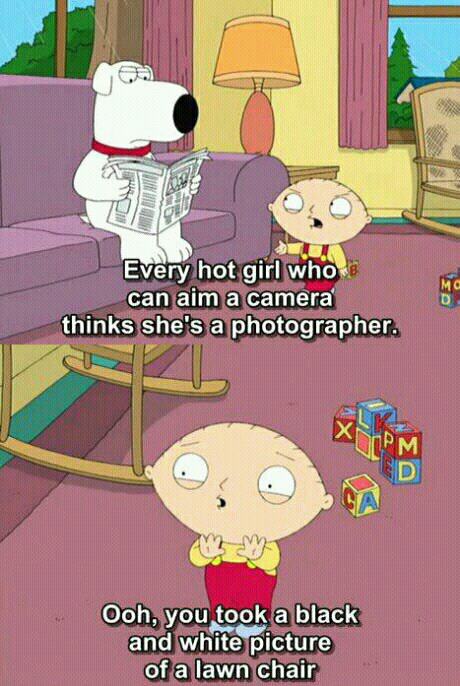 Every hot girl who
can aim a camera
thinks she's a photographer.
B
MO
D
L K
X P M
E D
C A
Ooh, you took a black
and white picture
of a lawn chair